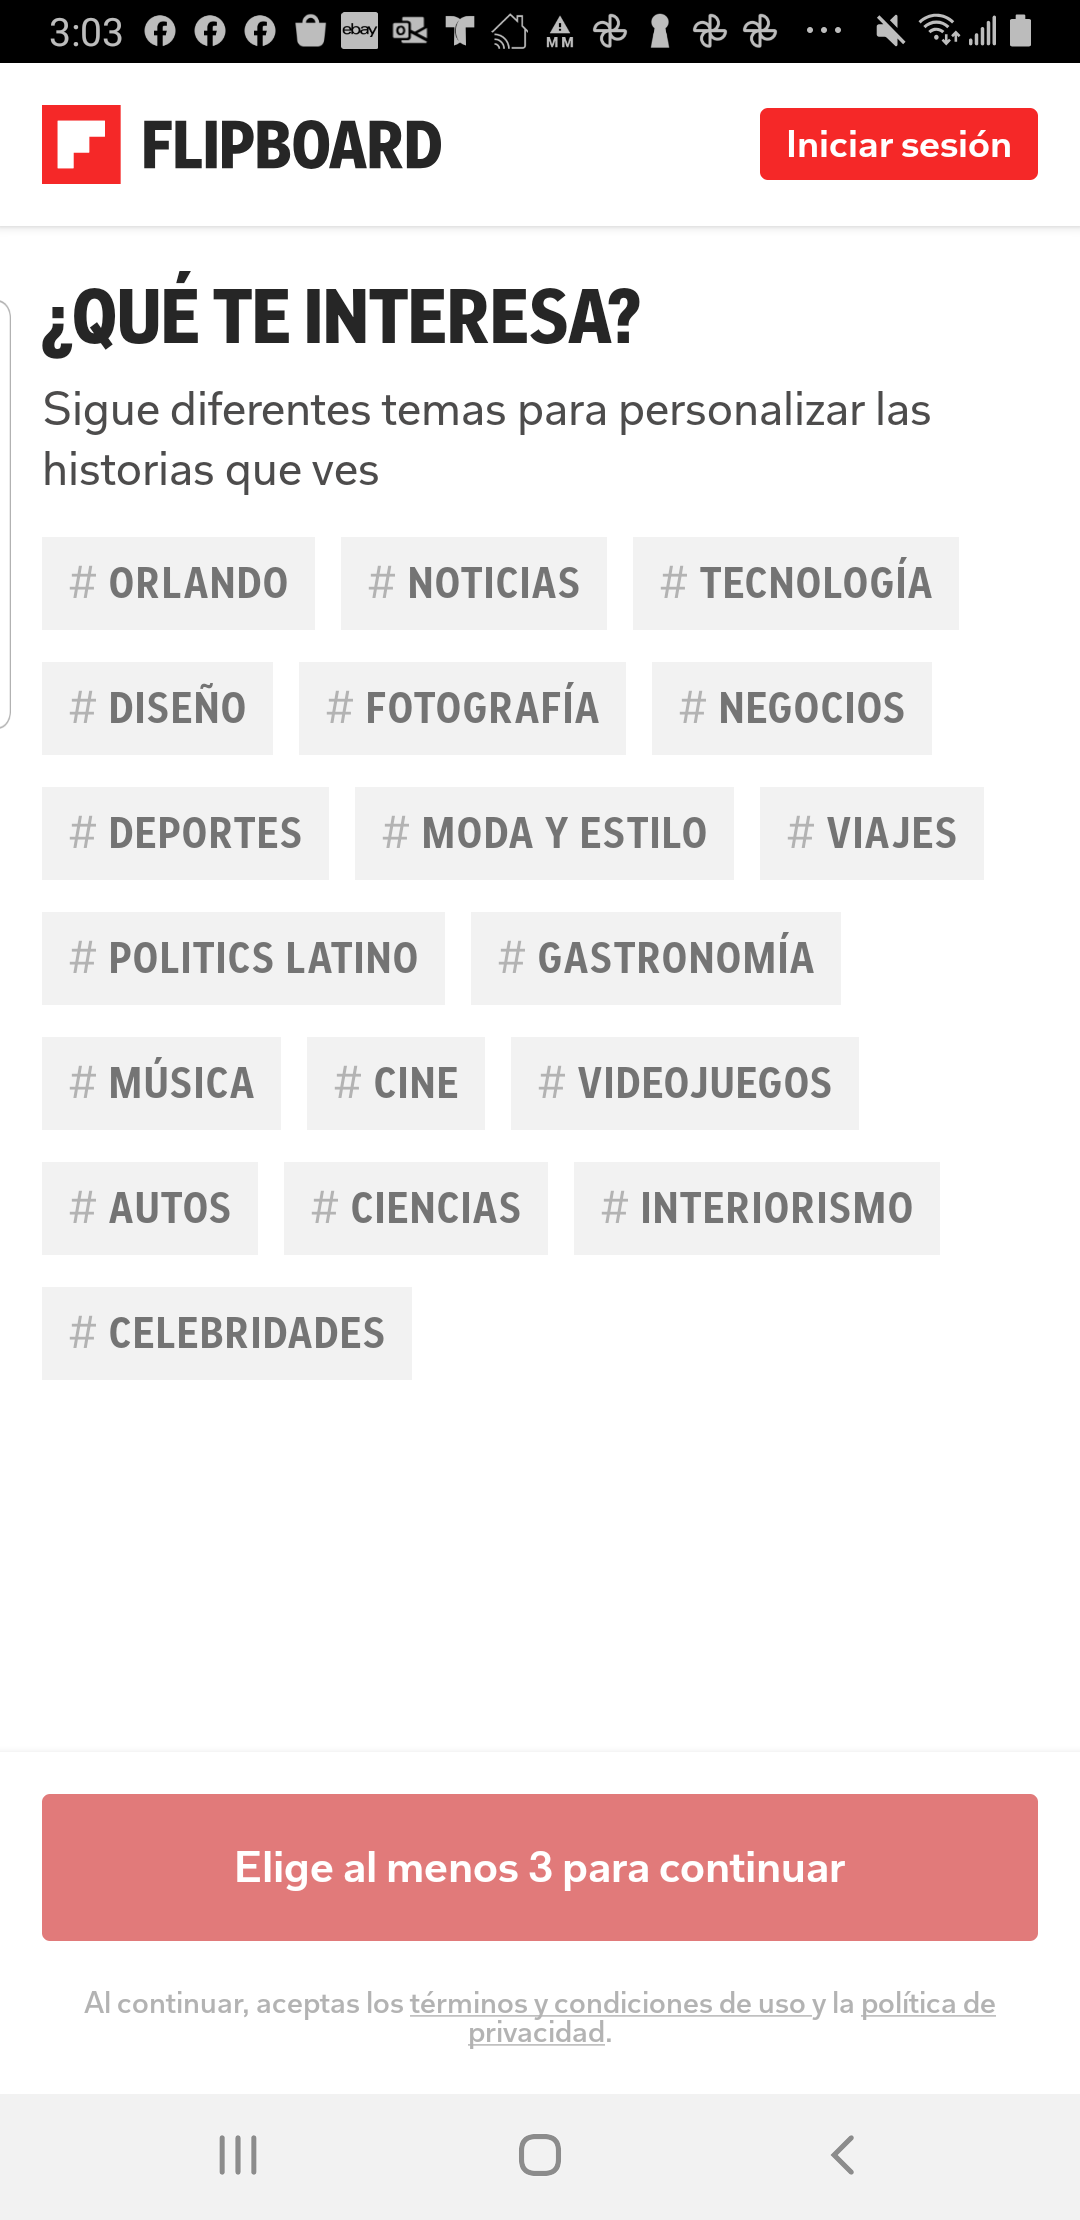 3:03
ebay
MM
FLIPBOARD
Iniciar sesión
¿QUÉ TE INTERESA?
Sigue diferentes temas para personalizar las
historias que ves
# ORLANDO # NOTICIAS # TECNOLOGÍA
# DISEÑO # FOTOGRAFÍA # NEGOCIOS
# DEPORTES # MODA Y ESTILO # VIAJES
# POLITICS LATINO # GASTRONOMÍA
# MÚSICA # CINE # VIDEOJUEGOS
# AUTOS # CIENCIAS # INTERIORISMO
# CELEBRIDADES
Elige al menos 3 para continuar
Al continuar, aceptas los términos y condiciones de uso y la política de
privacidad.